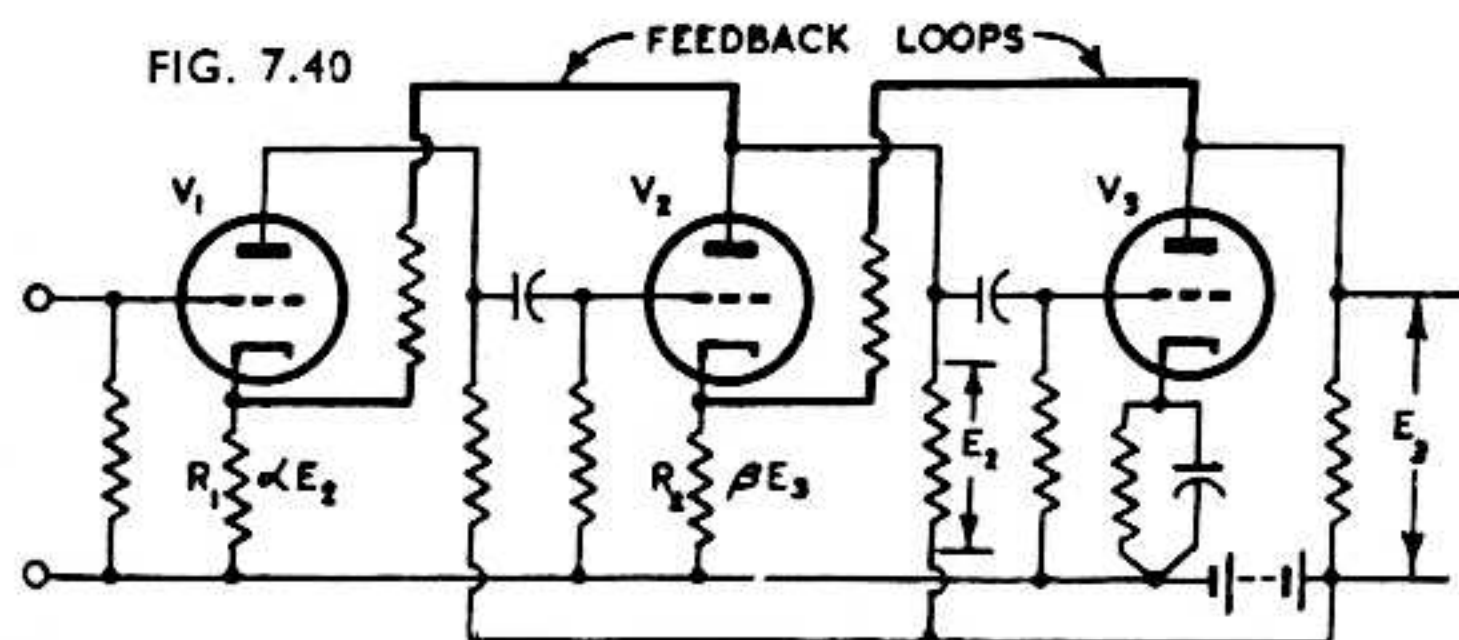 FEEDBACK LOOPS
FIG. 7.40
V₁
V₂
V₃
R₁ αE₂
R₂ βE₃
E₂
E₃